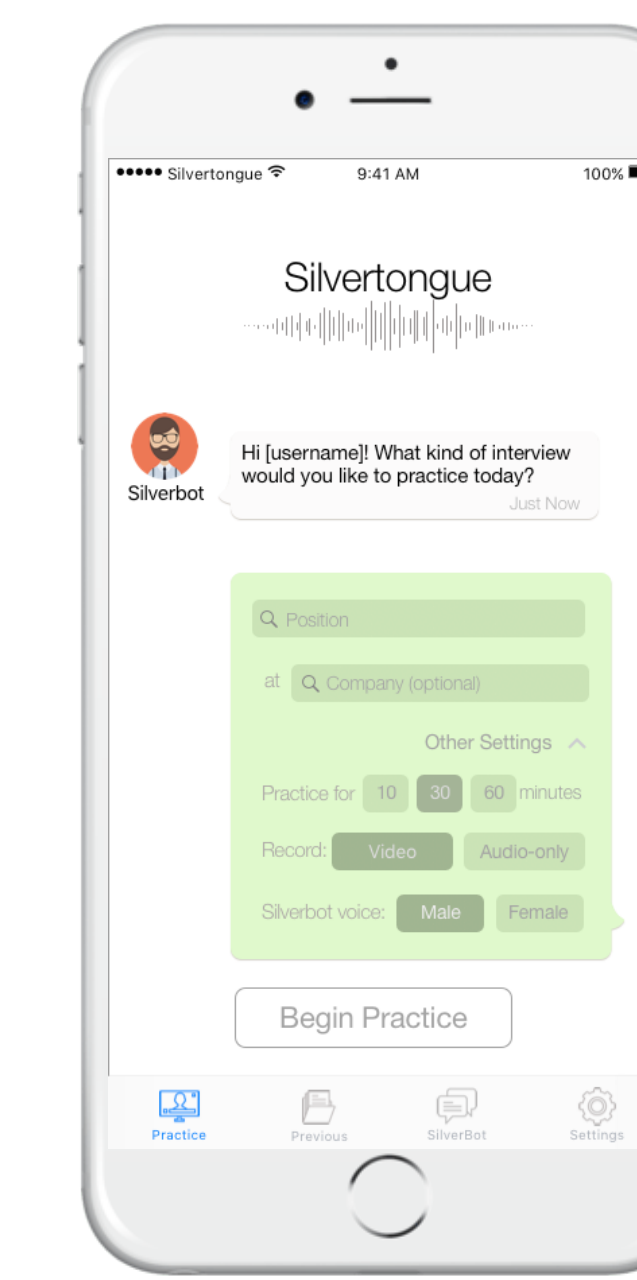 Silvertongue 9:41 AM 100%
Silvertongue
Hi [username]! What kind of interview
would you like to practice today?
Just Now
Silverbot
Position
at Company (optional)
Other Settings
Practice for 10 30 60 minutes
Record: Video Audio-only
Silverbot voice: Male Female
Begin Practice
Practice Previous SilverBot Settings